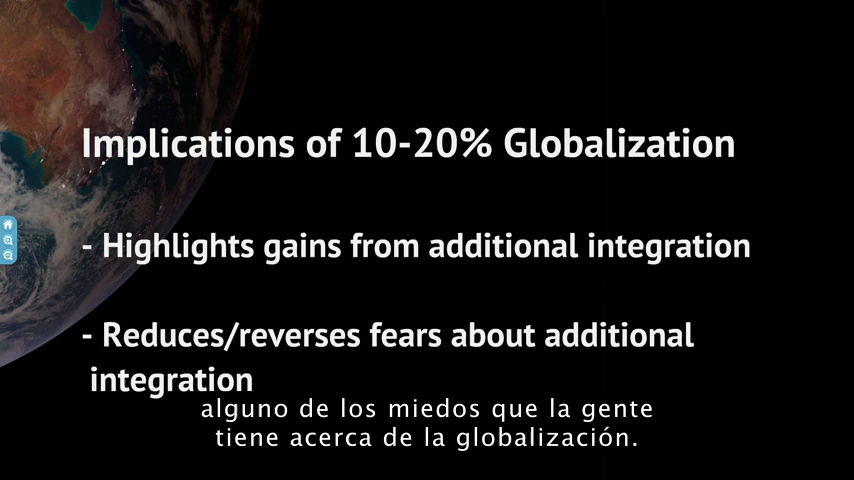 Implications of 10-20% Globalization
- Highlights gains from additional integration
- Reduces/reverses fears about additional
integration
alguno de los miedos que la gente
tiene acerca de la globalización.